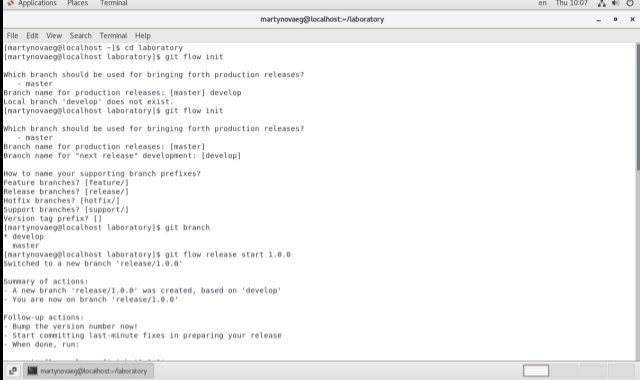 Applications Places Terminal en Thu 10:07
martynovaeg@localhost:~/laboratory
File Edit View Search Terminal Help
[martynovaeg@localhost ~]$ cd laboratory
[martynovaeg@localhost laboratory]$ git flow init
Which branch should be used for bringing forth production releases?
- master
Branch name for production releases: [master] develop
Local branch 'develop' does not exist.
[martynovaeg@localhost laboratory]$ git flow init
Which branch should be used for bringing forth production releases?
- master
Branch name for production releases: [master]
Branch name for "next release" development: [develop]
How to name your supporting branch prefixes?
Feature branches? [feature/]
Release branches? [release/]
Hotfix branches? [hotfix/]
Support branches? [support/]
Version tag prefix? []
[martynovaeg@localhost laboratory]$ git branch
* develop
master
[martynovaeg@localhost laboratory]$ git flow release start 1.0.0
Switched to a new branch 'release/1.0.0'
Summary of actions:
- A new branch 'release/1.0.0' was created, based on 'develop'
- You are now on branch 'release/1.0.0'
Follow-up actions:
- Bump the version number now!
- Start committing last-minute fixes in preparing your release
- When done, run:
martynovaeg@localhost:~/laboratory